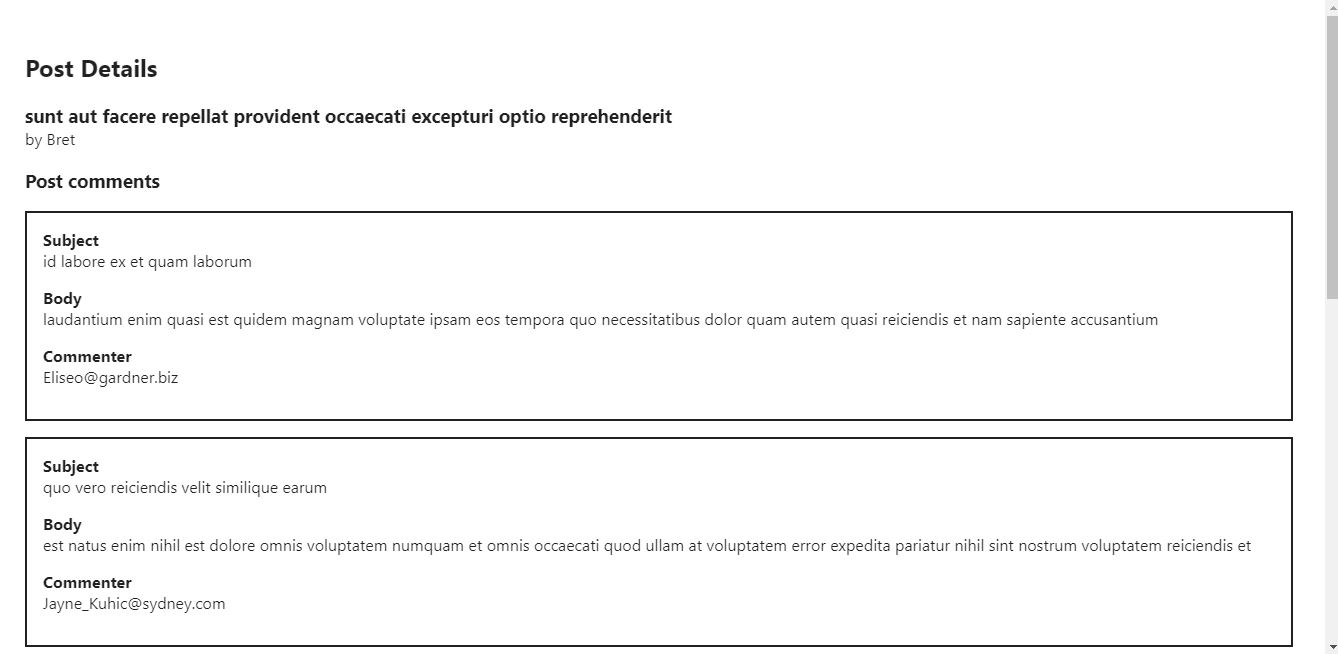 Post Details
sunt aut facere repellat provident occaecati excepturi optio reprehenderit
by Bret
Post comments
Subject
id labore ex et quam laborum
Body
laudantium enim quasi est quidem magnam voluptate ipsam eos tempora quo necessitatibus dolor quam autem quasi reiciendis et nam sapiente accusantium
Commenter
Eliseo@gardner.biz
Subject
quo vero reiciendis velit similique earum
Body
est natus enim nihil est dolore omnis voluptatem numquam et omnis occaecati quod ullam at voluptatem error expedita pariatur nihil sint nostrum voluptatem reiciendis et
Commenter
Jayne_Kuhic@sydney.com